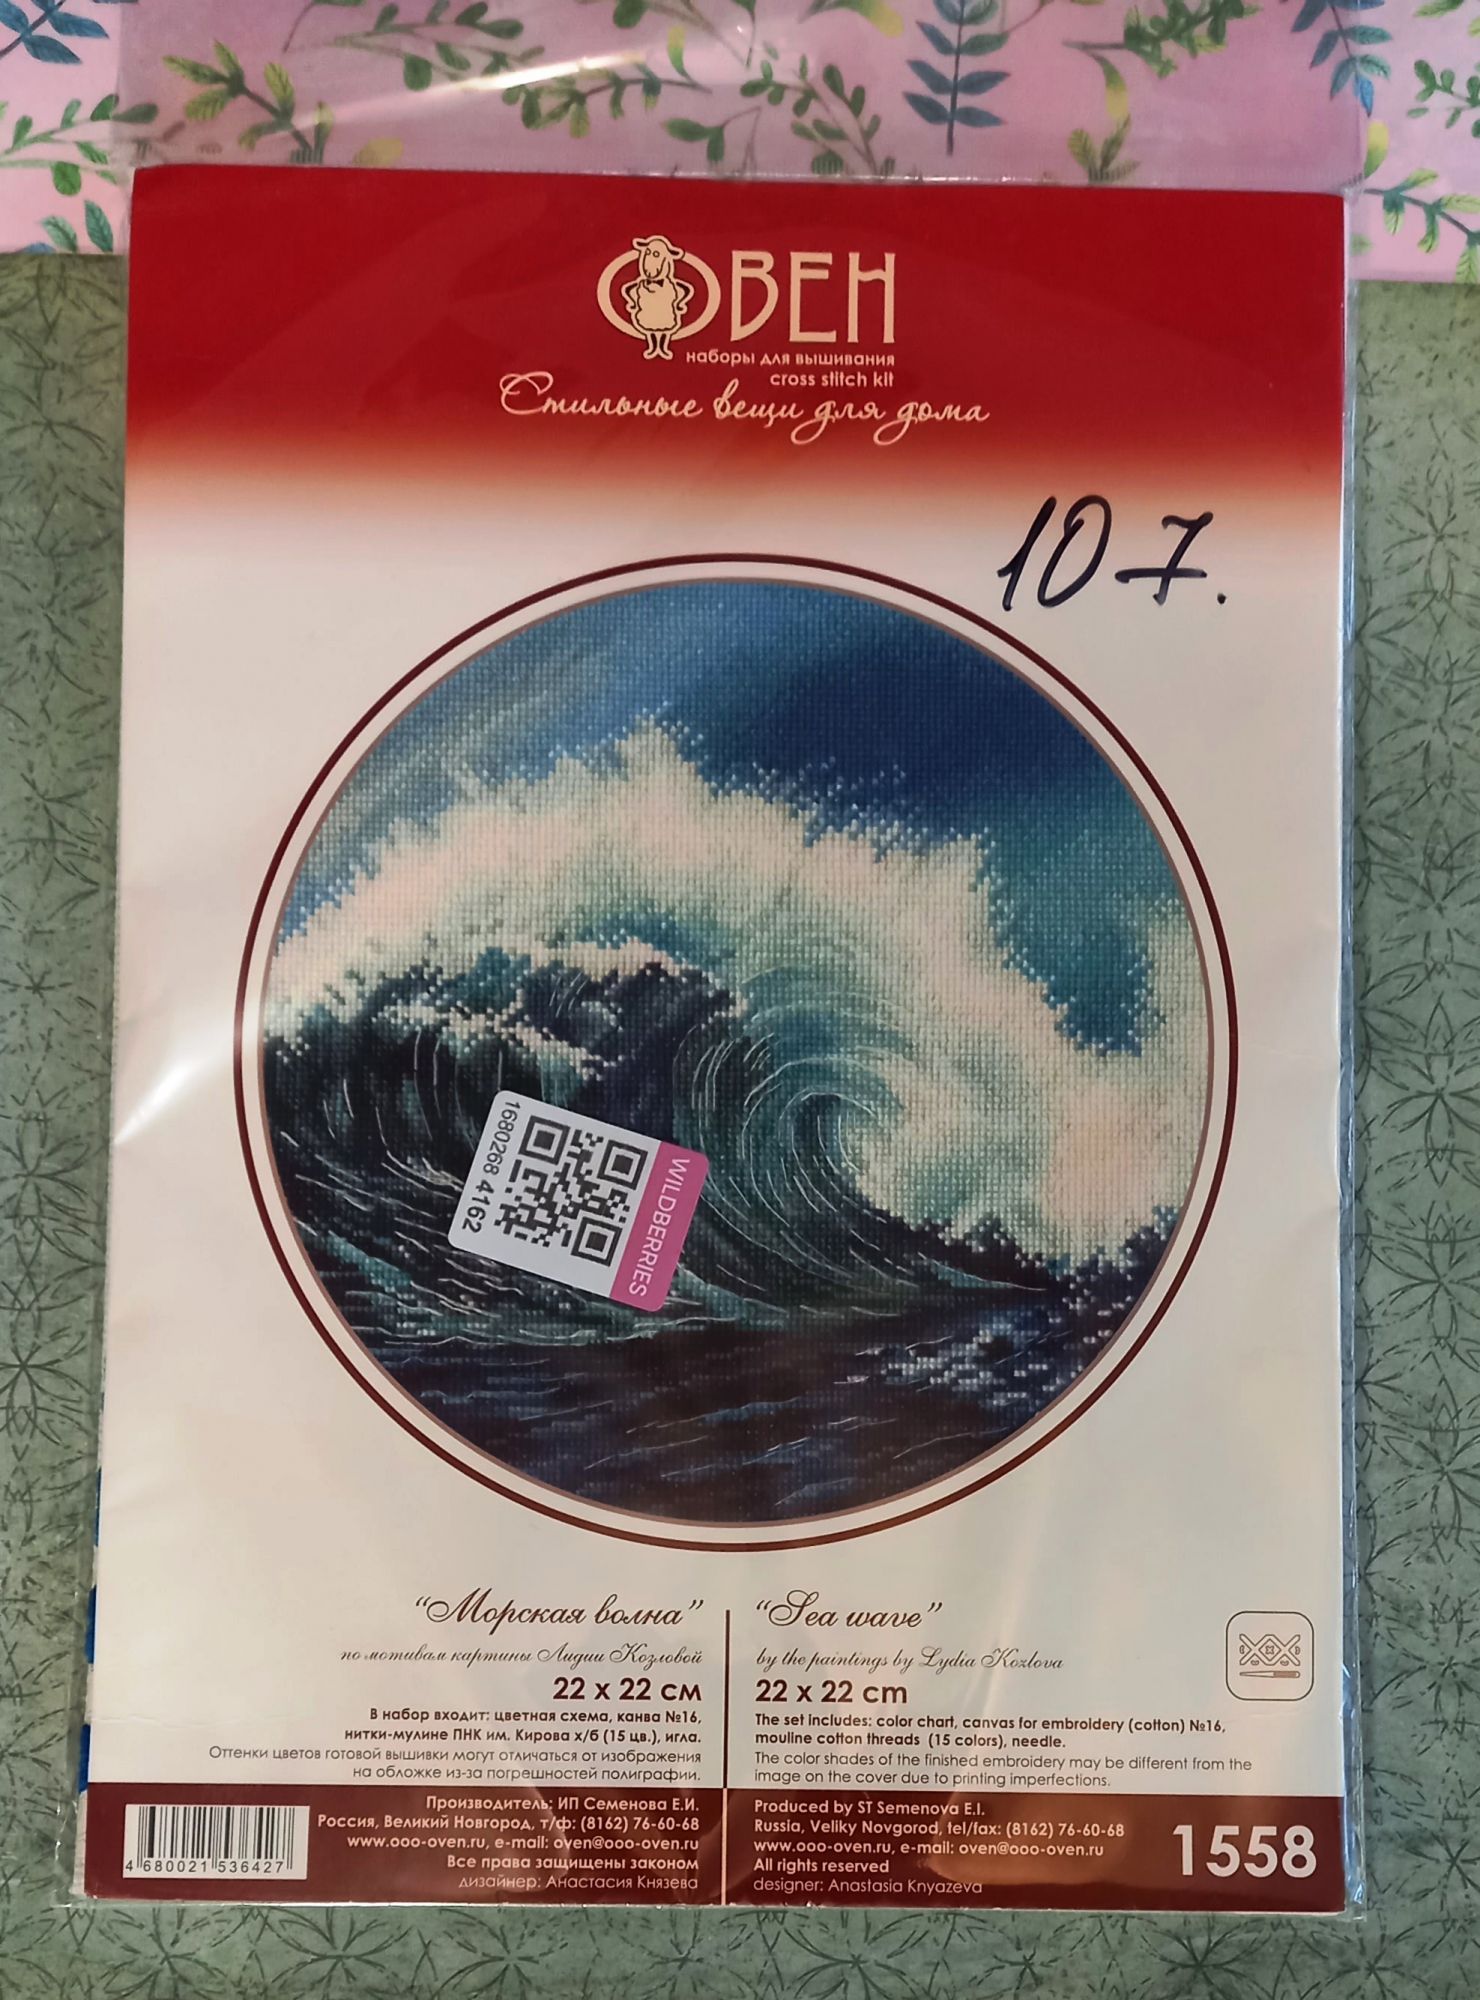 ОВЕН
наборы для вышивания
cross stitch kit
Стильные вещи для дома
107.
WILDBERRIES
1680268 4162
"Морская волна"
по мотивам картины Лидии Козловой
22 x 22 см
В набор входит: цветная схема, канва №16,
нитки-мулине ПНК им. Кирова х/б (15 цв.), игла.
Оттенки цветов готовой вышивки могут отличаться от изображения
на обложке из-за погрешностей полиграфии.
"Sea wave"
by the paintings by Lydia Kozlova
22 x 22 cm
The set includes: color chart, canvas for embroidery (cotton) №16,
mouline cotton threads (15 colors), needle.
The color shades of the finished embroidery may be different from the
image on the cover due to printing imperfections.
4 680021 536427
Производитель: ИП Семенова Е.И.
Россия, Великий Новгород, т/ф: (8162) 76-60-68
www.ooo-oven.ru, e-mail: oven@ooo-oven.ru
Все права защищены законом
дизайнер: Анастасия Князева
Produced by ST Semenova E.I.
Russia, Veliky Novgorod, tel/fax: (8162) 76-60-68
www.ooo-oven.ru, e-mail: oven@ooo-oven.ru
All rights reserved
designer: Anastasia Knyazeva
1558